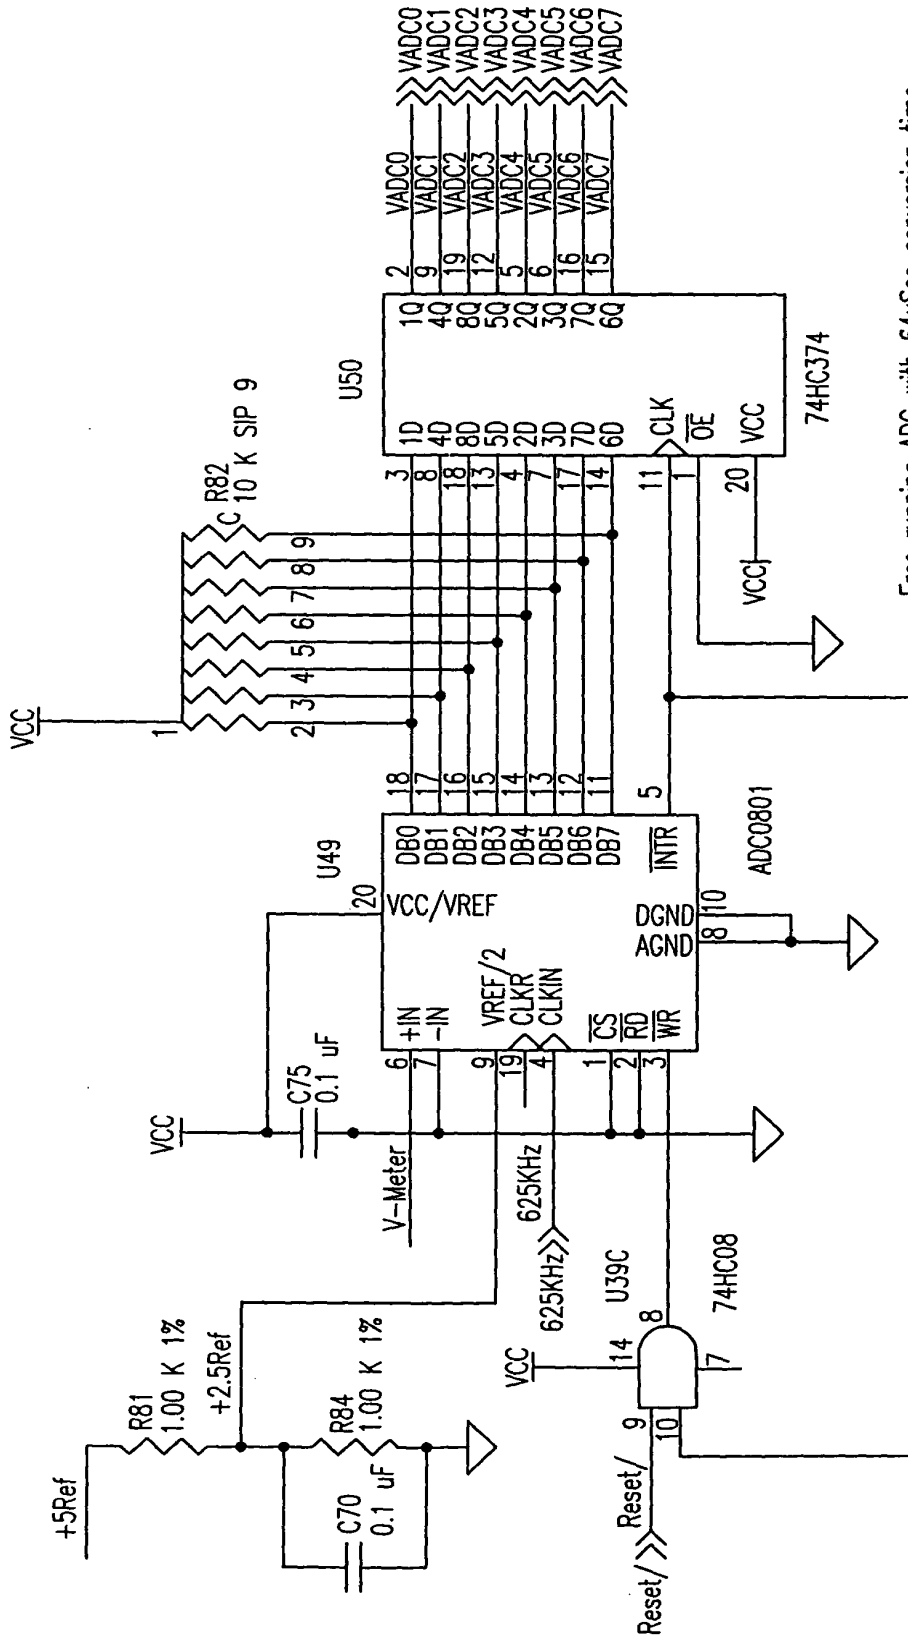 +5Ref
R81
1.00 K 1%
+2.5Ref
R84
1.00 K 1%
C70
0.1 uF
Reset/
Reset/
9
10
VCC
14
8
7
U39C
74HC08
625KHz
625KHz
V-Meter
VCC
C75
0.1 uF
6
7
9
19
4
1
2
3
+IN
-IN
VREF/2
CLKR
CLKIN
CS
RD
WR
20
VCC/VREF
U49
DGND
AGND
10
8
ADC0801
DB0
DB1
DB2
DB3
DB4
DB5
DB6
DB7
INTR
18
17
16
15
14
13
12
11
5
VCC
1
2
3
4
5
6
7
8
9
C
R82
10 K SIP 9
3
8
18
13
4
7
17
14
11
1
20
VCC
U50
1D
4D
8D
5D
2D
3D
7D
6D
CLK
OE
VCC
1Q
4Q
8Q
5Q
2Q
3Q
7Q
6Q
74HC374
2
9
19
12
5
6
16
15
VADC0
VADC1
VADC2
VADC3
VADC4
VADC5
VADC6
VADC7
VADC0
VADC1
VADC2
VADC3
VADC4
VADC5
VADC6
VADC7
Free running ADC with 64uSec conversion time